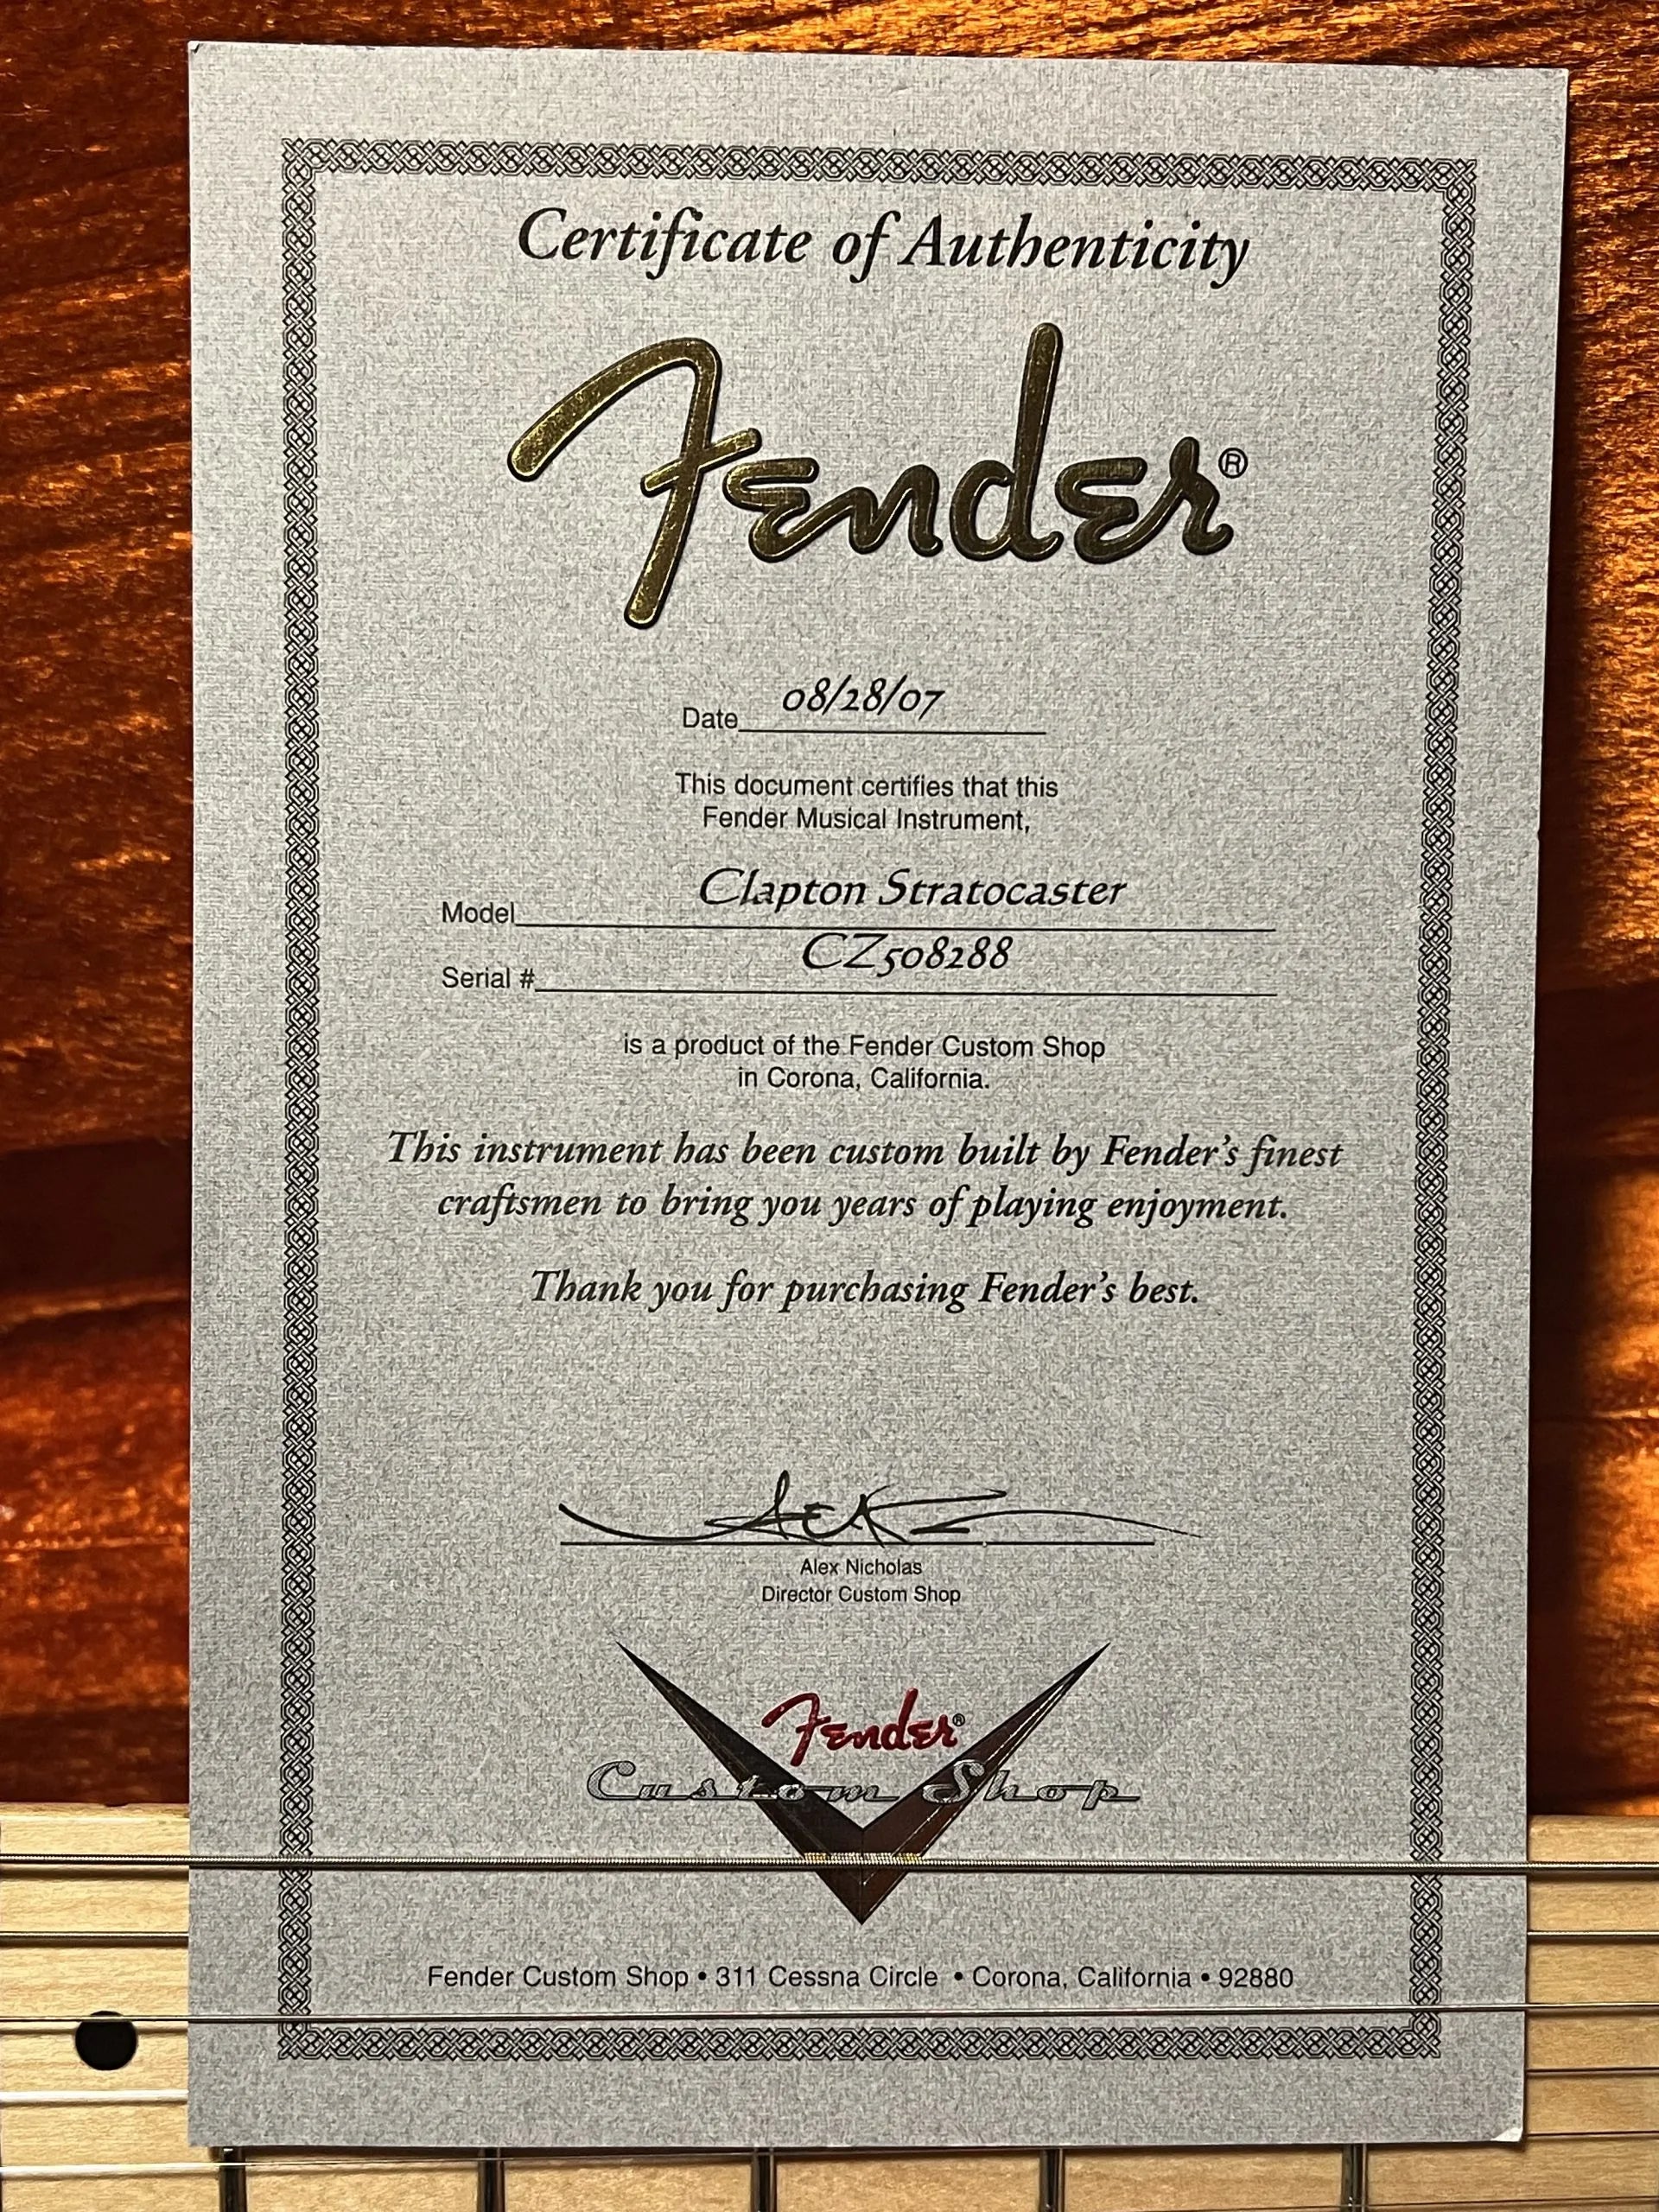 Certificate of Authenticity
Fender®
Date 08/28/07
This document certifies that this
Fender Musical Instrument,
Model Clapton Stratocaster
Serial # CZ508288
is a product of the Fender Custom Shop
in Corona, California.
This instrument has been custom built by Fender's finest
craftsmen to bring you years of playing enjoyment.
Thank you for purchasing Fender's best.
Alex Nicholas
Director Custom Shop
Fender®
Custom Shop
Fender Custom Shop • 311 Cessna Circle • Corona, California • 92880